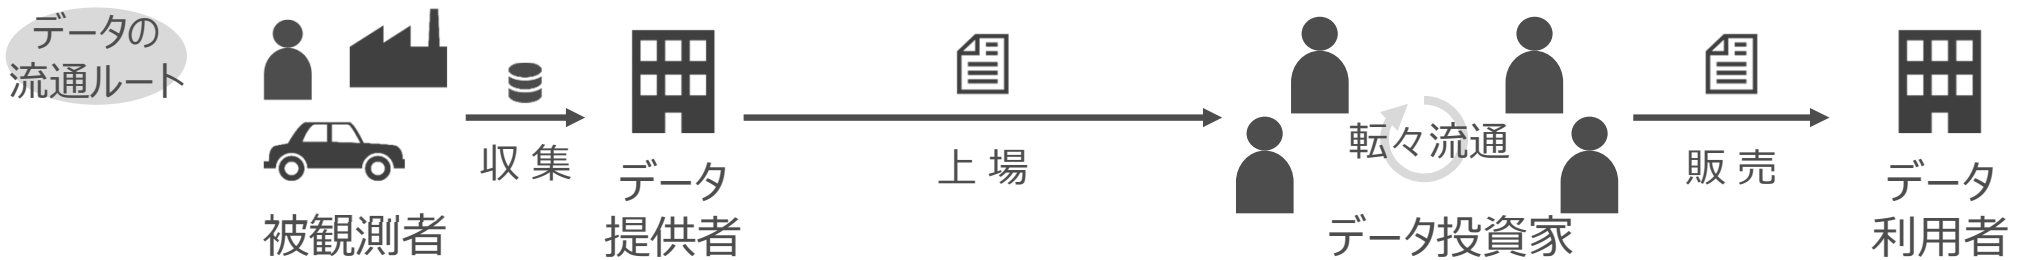 データの
流通ルート
被観測者
収 集
データ
提供者
上 場
転々流通
データ投資家
販 売
データ
利用者